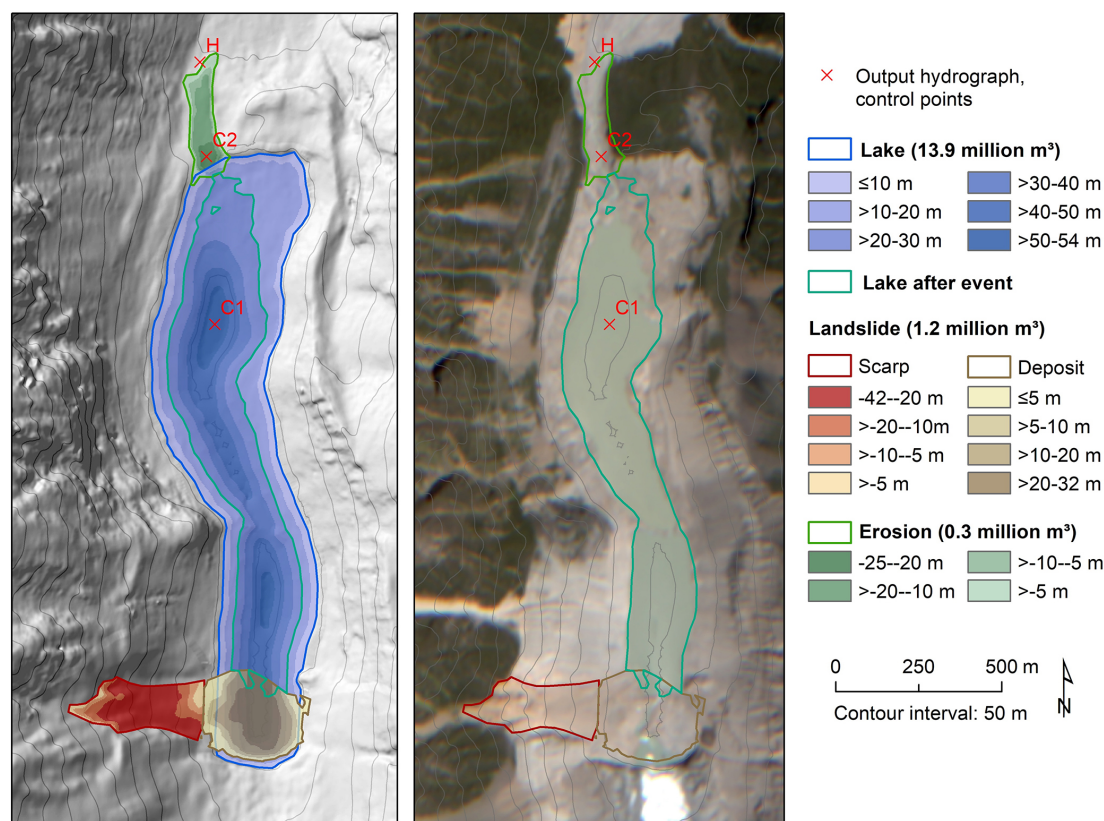 H
C2
C1
H
C2
C1
Output hydrograph,
control points
Lake (13.9 million m³)
≤10 m
>30-40 m
>10-20 m
>40-50 m
>20-30 m
>50-54 m
Lake after event
Landslide (1.2 million m³)
Scarp
Deposit
-42--20 m
≤5 m
>-20--10m
>5-10 m
>-10--5 m
>10-20 m
>-5 m
>20-32 m
Erosion (0.3 million m³)
-25--20 m
>-10--5 m
>-20--10 m
>-5 m
0 250 500 m
Contour interval: 50 m
N